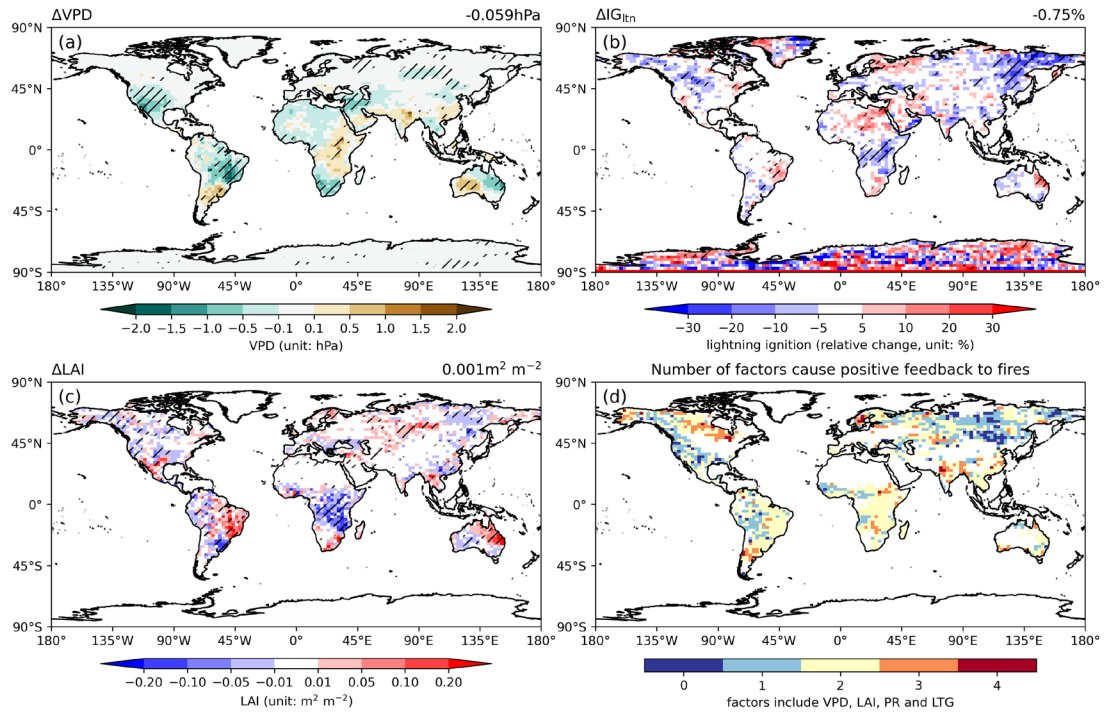 ΔVPD -0.059hPa
(a)
90°N
45°N
0°
45°S
90°S
180° 135°W 90°W 45°W 0° 45°E 90°E 135°E 180°
−2.0 −1.5 −1.0 −0.5 −0.1 0.1 0.5 1.0 1.5 2.0
VPD (unit: hPa)
ΔIGltn -0.75%
(b)
90°N
45°N
0°
45°S
90°S
180° 135°W 90°W 45°W 0° 45°E 90°E 135°E 180°
−30 −20 −10 −5 5 10 20 30
lightning ignition (relative change, unit: %)
ΔLAI 0.001m² m⁻²
(c)
90°N
45°N
0°
45°S
90°S
180° 135°W 90°W 45°W 0° 45°E 90°E 135°E 180°
−0.20 −0.10 −0.05 −0.01 0.01 0.05 0.10 0.20
LAI (unit: m² m⁻²)
Number of factors cause positive feedback to fires
(d)
90°N
45°N
0°
45°S
90°S
180° 135°W 90°W 45°W 0° 45°E 90°E 135°E 180°
0 1 2 3 4
factors include VPD, LAI, PR and LTG